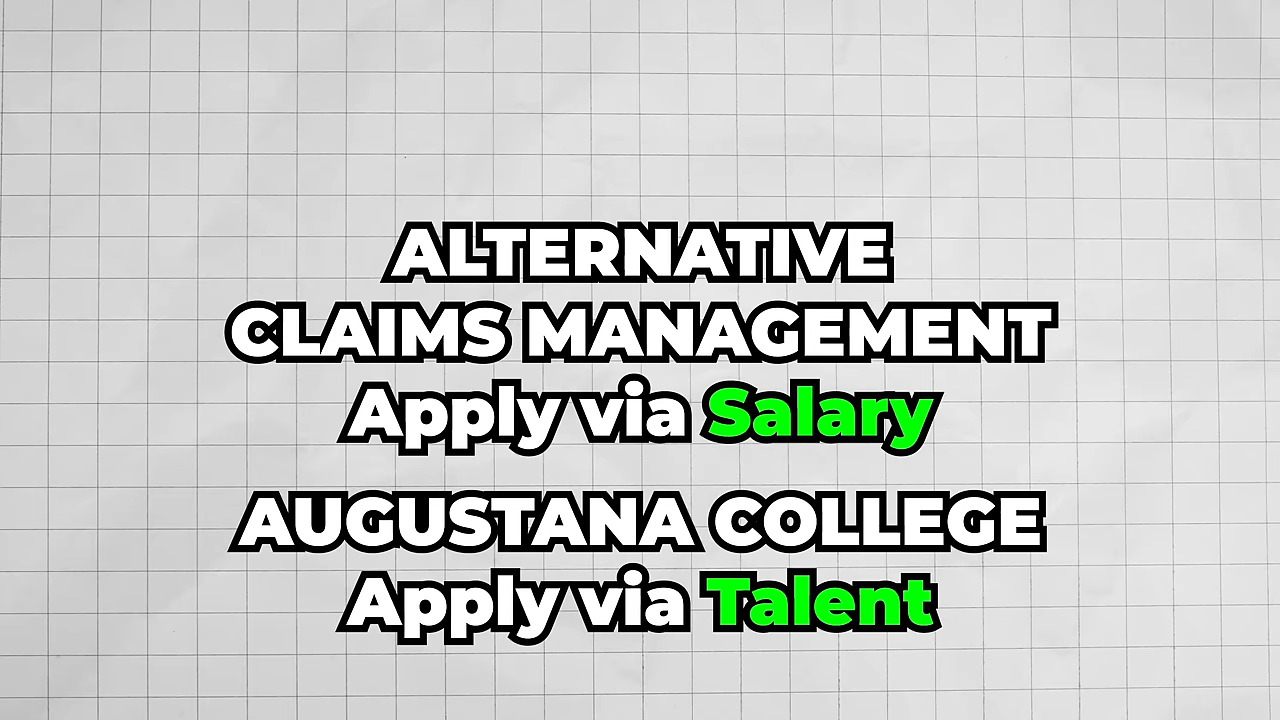 ALTERNATIVE
CLAIMS MANAGEMENT
Apply via Salary
AUGUSTANA COLLEGE
Apply via Talent